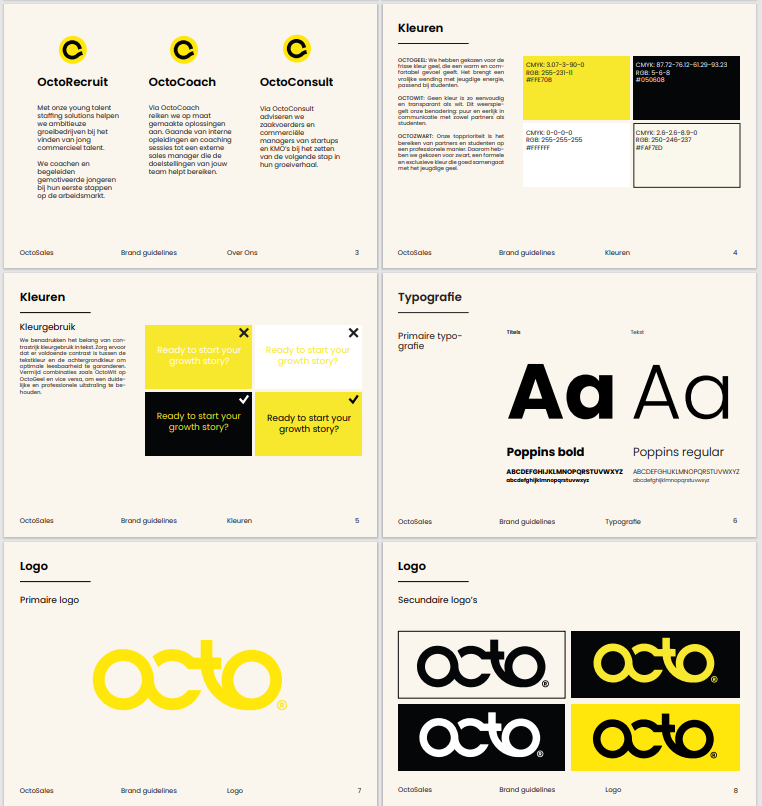 OctoRecruit
Met onze young talent
staffing solutions helpen
we ambitieuze
groeibedrijven bij het
vinden van jong
commercieel talent.
We coachen en
begeleiden
gemotiveerde jongeren
bij hun eerste stappen
op de arbeidsmarkt.
OctoCoach
Via OctoCoach
reiken we op maat
gemaakte oplossingen
aan. Gaande van interne
opleidingen en coaching
sessies tot een externe
sales manager die de
doelstellingen van jouw
team helpt bereiken.
OctoConsult
Via OctoConsult
adviseren we
zaakvoerders en
commerciële
managers van startups
en KMO's bij het zetten
van de volgende stap in
hun groeiverhaal.
OctoSales
Brand guidelines
Over Ons
3
Kleuren
OCTOGEEL: We hebben gekozen voor de
frisse kleur geel, die een warm en com-
fortabel gevoel geeft. Het brengt een
vrolijke wending met jeugdige energie,
passend bij studenten.
OCTOWIT: Geen kleur is zo eenvoudig
en transparant als wit. Dit weerspie-
gelt onze benadering: puur en eerlijk in
communicatie met zowel partners als
studenten.
OCTOZWART: Onze topprioriteit is het
bereiken van partners en studenten op
een professionele manier. Daarom heb-
ben we gekozen voor zwart, een formele
en exclusieve kleur die goed samengaat
met het jeugdige geel.
CMYK: 3.07-3-90-0
RGB: 255-231-11
#FFE70B
CMYK: 87.72-76.12-61.29-93.23
RGB: 5-6-8
#050608
CMYK: 0-0-0-0
RGB: 255-255-255
#FFFFFF
CMYK: 2.6-2.6-8.9-0
RGB: 250-246-237
#FAF7ED
OctoSales
Brand guidelines
Kleuren
4
Kleuren
Kleurgebruik
We benadrukken het belang van con-
trastrijk kleurgebruik in tekst. Zorg ervoor
dat er voldoende contrast is tussen de
tekstkleur en de achtergrondkleur om
optimale leesbaarheid te garanderen.
Vermijd combinaties zoals OctoWit op
OctoGeel en vice versa, om een duide-
lijke en professionele uitstraling te be-
houden.
Ready to start your
growth story?
Ready to start your
growth story?
Ready to start your
growth story?
Ready to start your
growth story?
OctoSales
Brand guidelines
Kleuren
5
Typografie
Primaire typo-
grafie
Titels
Aa
Poppins bold
ABCDEFGHIJKLMNOPQRSTUVWXYZ
abcdefghijklmnopqrstuvwxyz
Tekst
Aa
Poppins regular
ABCDEFGHIJKLMNOPQRSTUVWXYZ
abcdefghijklmnopqrstuvwxyz
OctoSales
Brand guidelines
Typografie
6
Logo
Primaire logo
octo®
OctoSales
Brand guidelines
Logo
7
Logo
Secundaire logo's
octo®
octo®
octo®
octo®
OctoSales
Brand guidelines
Logo
8